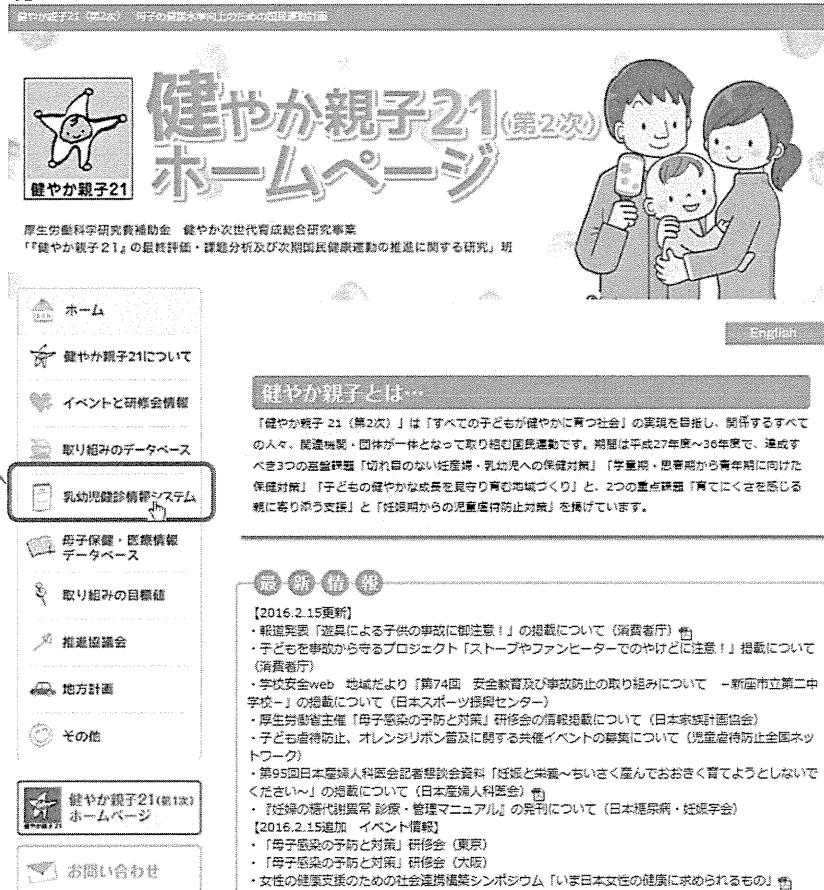 健やか親子21(第2次) 母子の健康水準向上のための国民運動計画
健やか親子21(第2次)
ホームページ
健やか親子21
厚生労働科学研究費補助金 健やか次世代育成総合研究事業
「『健やか親子21』の最終評価・課題分析及び次期国民健康運動の推進に関する研究」班
ホーム
健やか親子21について
イベントと研修会情報
取り組みのデータベース
乳幼児健診情報システム
母子保健・医療情報
データベース
取り組みの目標値
推進協議会
地方計画
その他
健やか親子21(第1次)
ホームページ
お問い合わせ
English
健やか親子とは…
「健やか親子 21(第2次)」は「すべての子どもが健やかに育つ社会」の実現を目指し、関係するすべて
の人々、関連機関・団体が一体となって取り組む国民運動です。期間は平成27年度~36年度で、達成す
べき3つの基盤課題「切れ目のない妊産婦・乳幼児への保健対策」「学童期・思春期から青年期に向けた
保健対策」「子どもの健やかな成長を見守り育む地域づくり」と、2つの重点課題「育てにくさを感じる
親に寄り添う支援」と「妊娠期からの児童虐待防止対策」を掲げています。
最新情報
【2016.2.15更新】
・報道発表「遊具による子供の事故に御注意!」の掲載について(消費者庁)
・子どもを事故から守るプロジェクト「ストーブやファンヒーターでのやけどに注意!」掲載について
(消費者庁)
・学校安全web 地域だより「第74回 安全教育及び事故防止の取り組みについて -新座市立第二中
学校-」の掲載について(日本スポーツ振興センター)
・厚生労働省主催「母子感染の予防と対策」研修会の情報掲載について(日本家族計画協会)
・子ども虐待防止、オレンジリボン普及に関する共催イベントの募集について(児童虐待防止全国ネッ
トワーク)
・第95回日本産婦人科医会記者懇談会資料「妊娠と栄養~ちいさく産んでおおきく育てようとしないで
ください~」の掲載について(日本産婦人科医会)
・『妊婦の糖代謝異常 診療・管理マニュアル』の発刊について(日本糖尿病・妊娠学会)
【2016.2.15追加 イベント情報】
・「母子感染の予防と対策」研修会(東京)
・「母子感染の予防と対策」研修会(大阪)
・女性の健康支援のための社会連携構築シンポジウム「いま日本女性の健康に求められるもの」